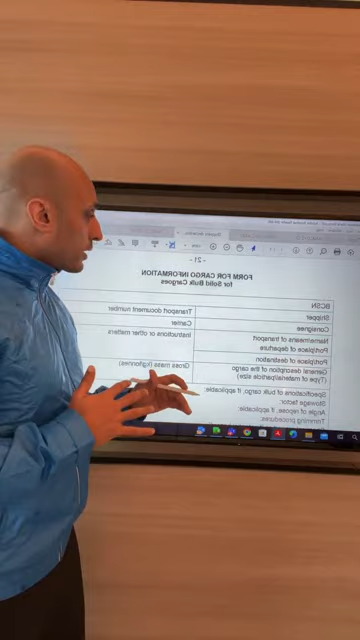 - 21 -
FORM FOR CARGO INFORMATION
for Solid Bulk Cargoes
BCSN
Shipper
Transport document number
Consignee
Carrier
Name/means transport
Port/place of departure
Instructions or other matters
Port/place of destination
General description of the cargo
(Type of material/particle size)
Gross mass (kg/tonnes)
Specifications of bulk cargo, if applicable:
Stowage factor:
Angle of repose, if applicable:
Trimming procedures: